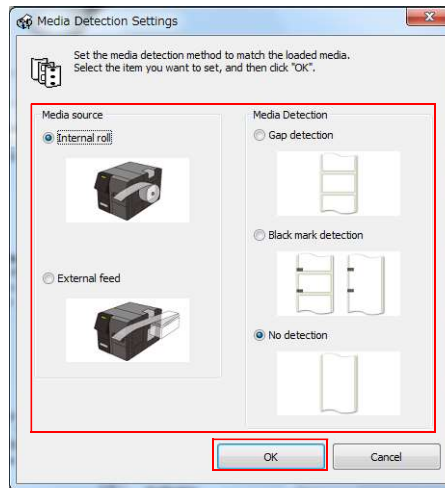 Media Detection Settings
Set the media detection method to match the loaded media.
Select the item you want to set, and then click "OK".
Media source
Internal roll
External feed
Media Detection
Gap detection
Black mark detection
No detection
OK
Cancel